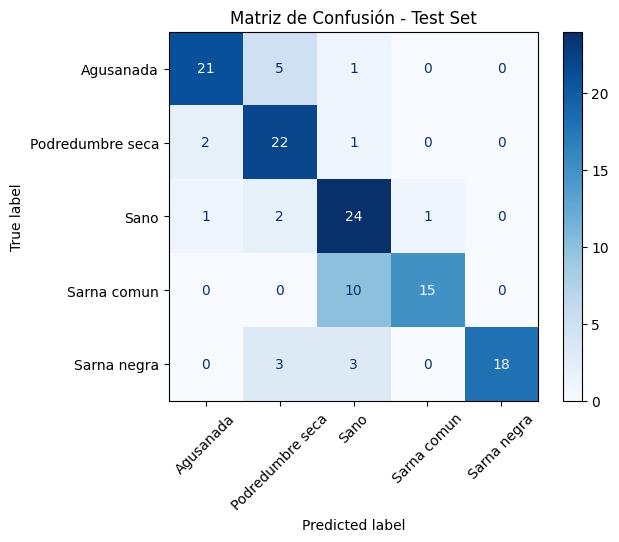 Matriz de Confusión - Test Set
Agusanada 21 5 1 0 0
Podredumbre seca 2 22 1 0 0
Sano 1 2 24 1 0
Sarna comun 0 0 10 15 0
Sarna negra 0 3 3 0 18
Agusanada
Podredumbre seca
Sano
Sarna comun
Sarna negra
True label
Predicted label
20
15
10
5
0